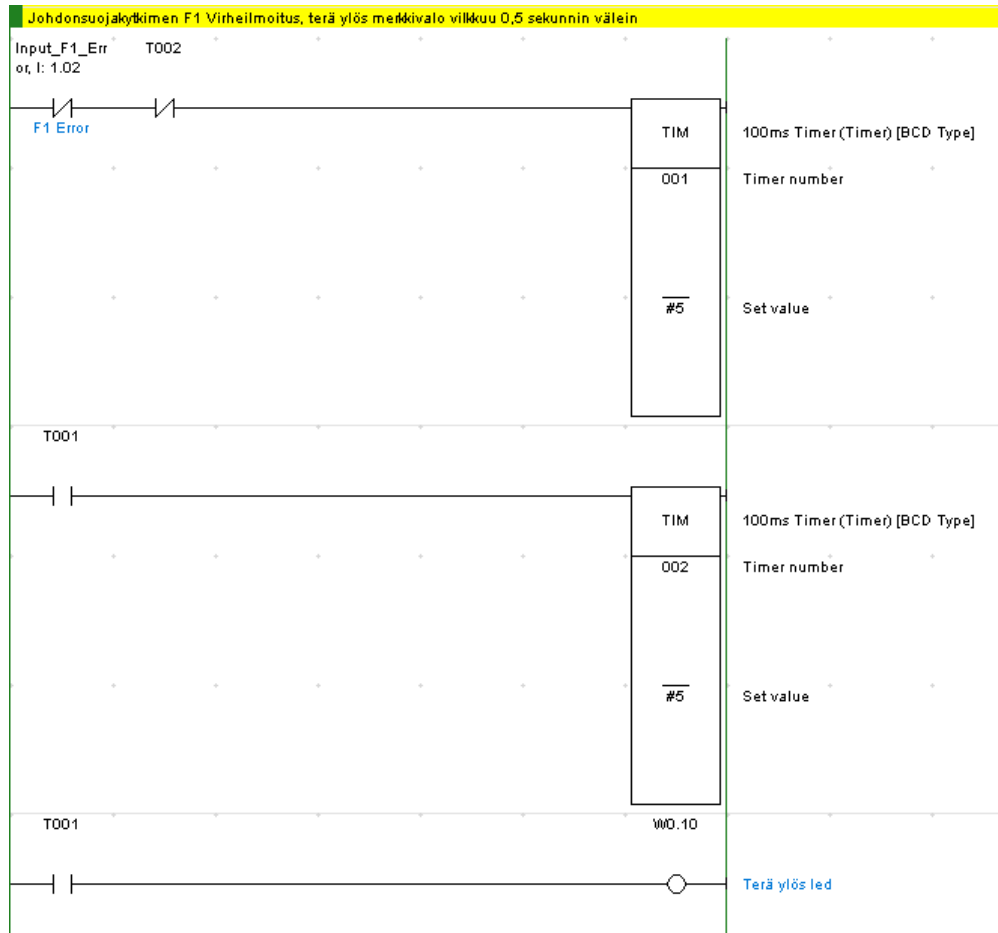 Johdonsuojakytkimen F1 Virheilmoitus, terä ylös merkkivalo vilkkuu 0,5 sekunnin välein
Input_F1_Err T002
or, I: 1.02
F1 Error
TIM 100ms Timer (Timer) [BCD Type]
001 Timer number
#5 Set value
T001
TIM 100ms Timer (Timer) [BCD Type]
002 Timer number
#5 Set value
T001 W0.10
Terä ylös led